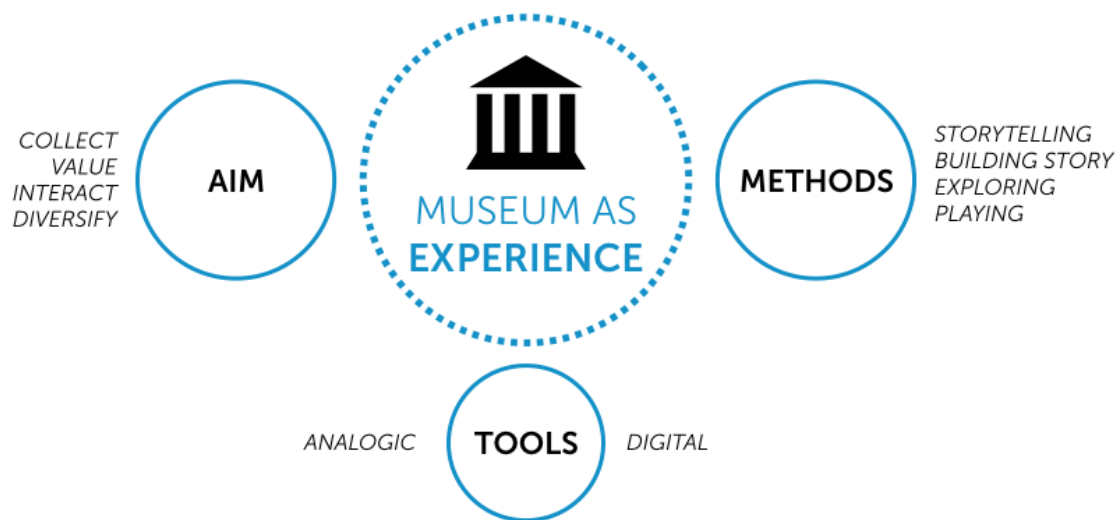 COLLECT
VALUE
INTERACT
DIVERSIFY
AIM
MUSEUM AS
EXPERIENCE
METHODS
STORYTELLING
BUILDING STORY
EXPLORING
PLAYING
ANALOGIC
TOOLS
DIGITAL